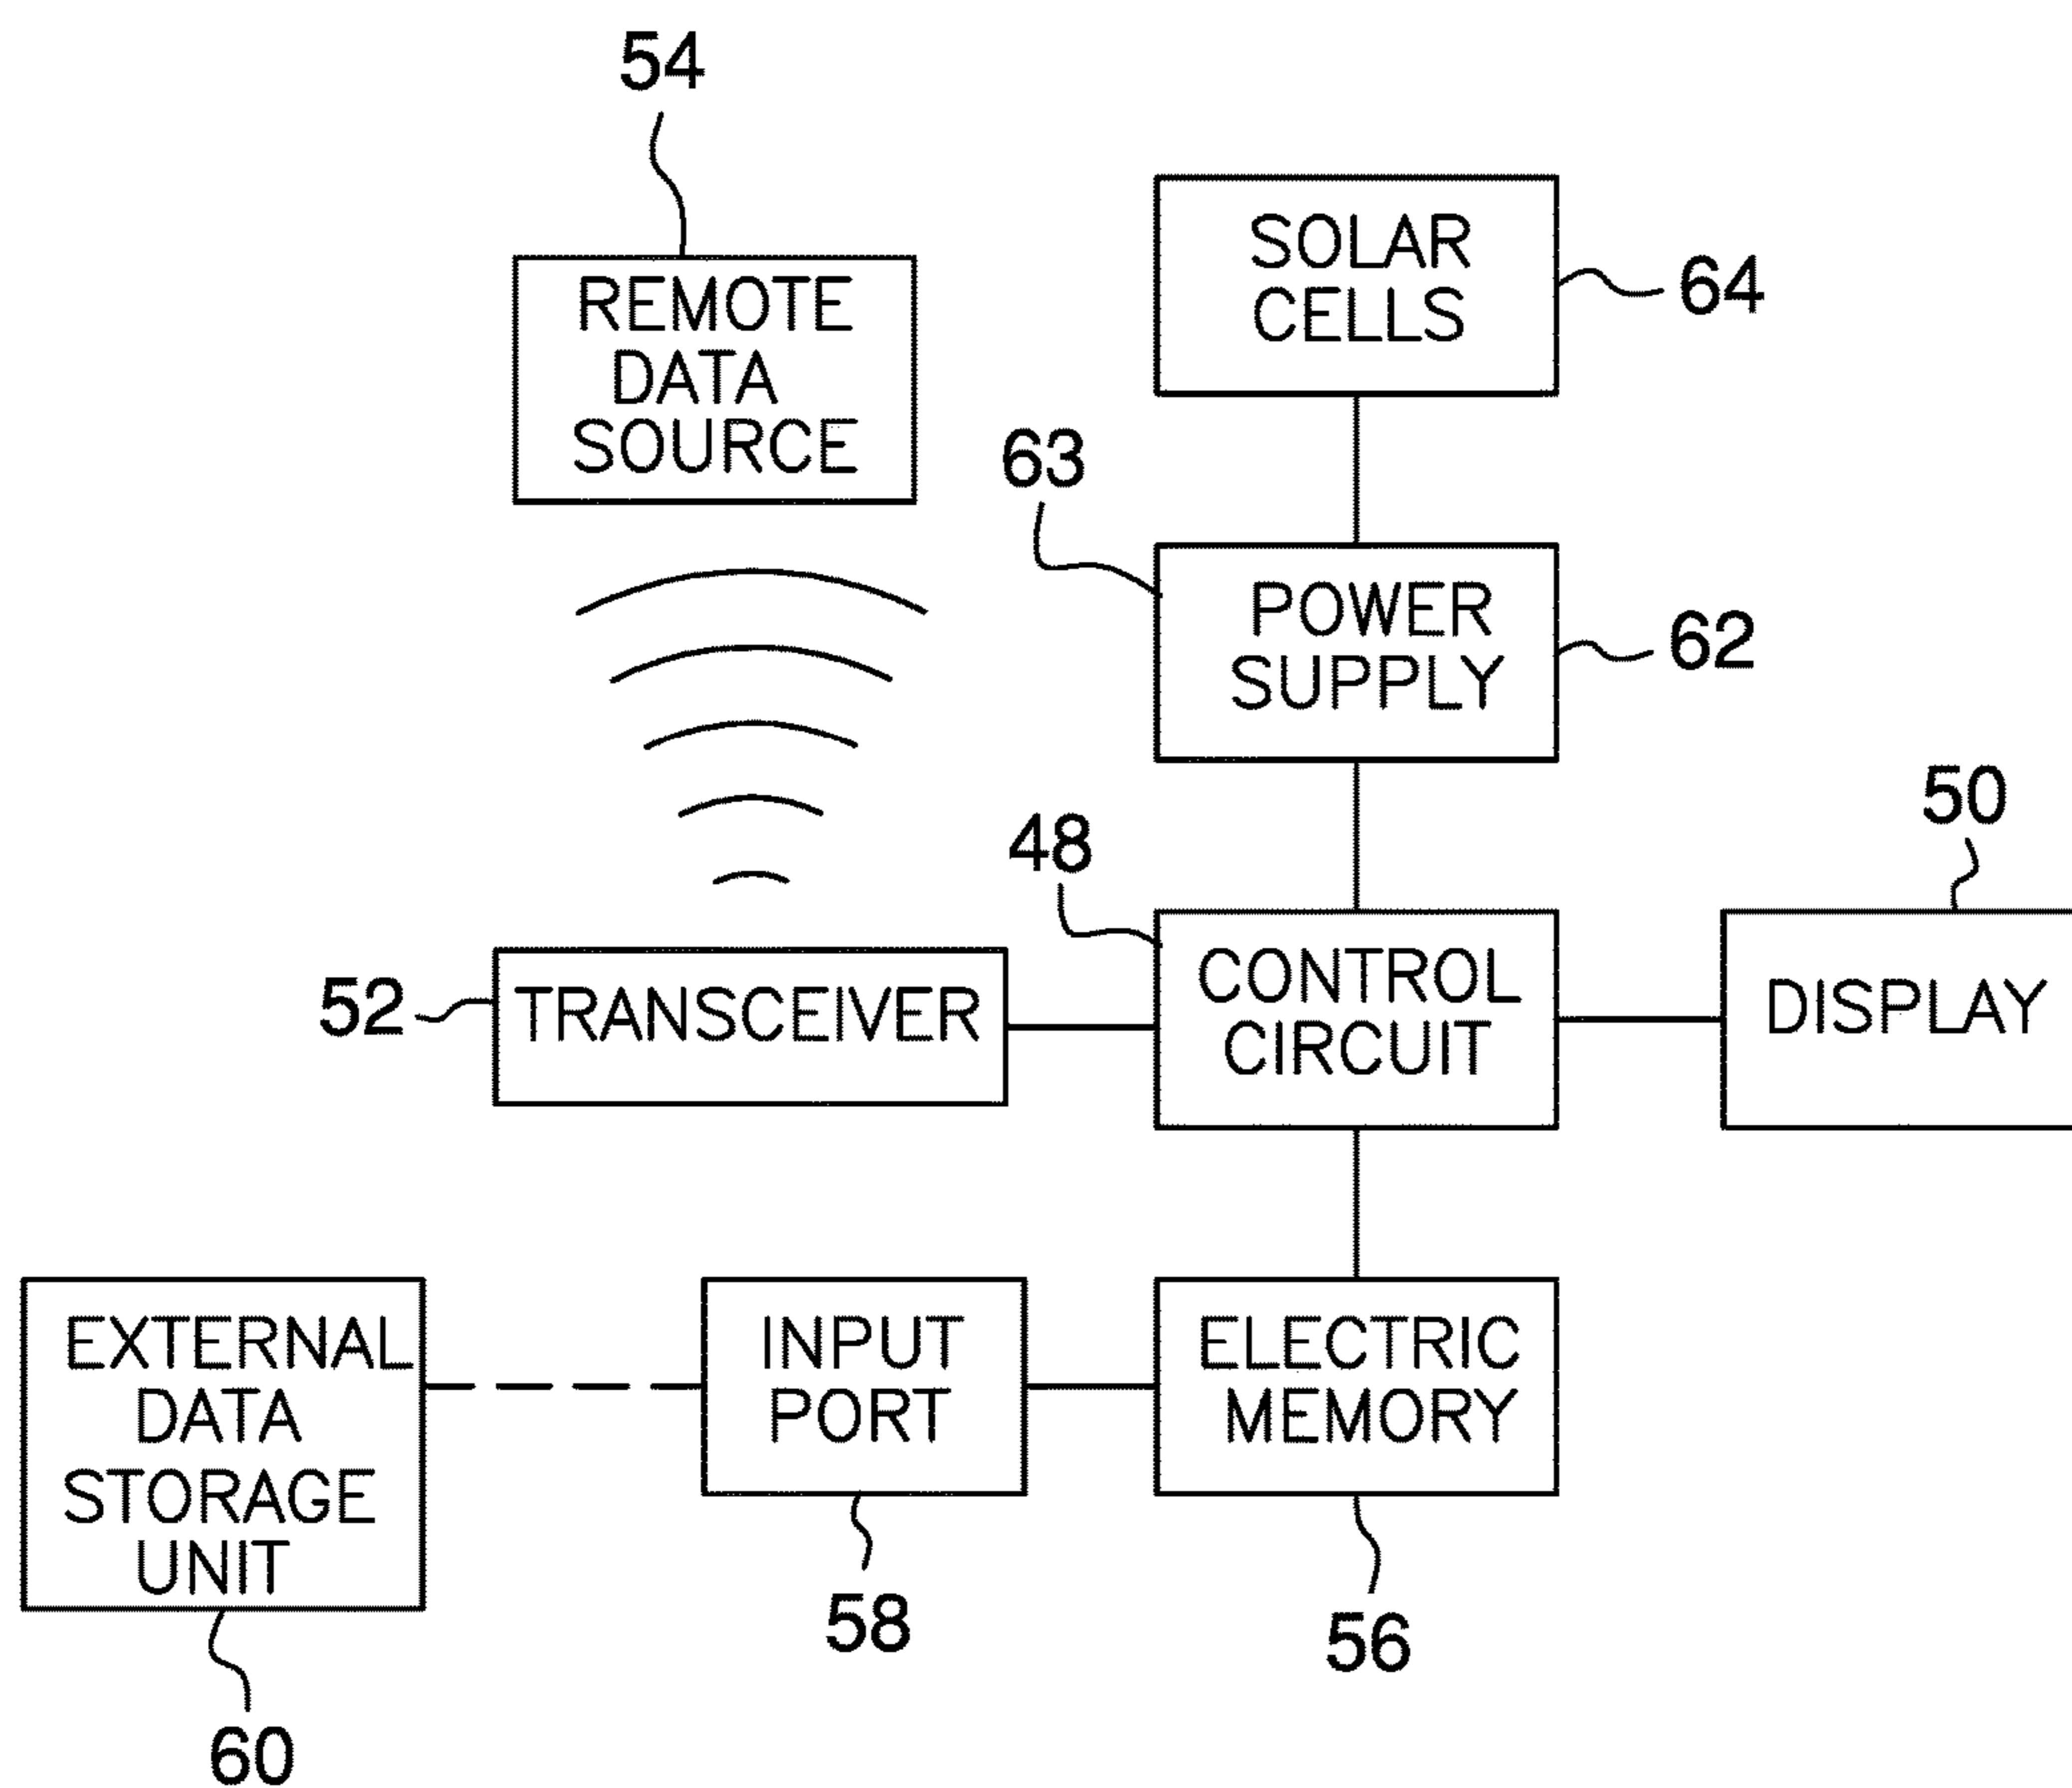 54
REMOTE
DATA
SOURCE
SOLAR
CELLS
64
63
POWER
SUPPLY
62
48
50
52
TRANSCEIVER
CONTROL
CIRCUIT
DISPLAY
EXTERNAL
DATA
STORAGE
UNIT
INPUT
PORT
ELECTRIC
MEMORY
58
56
60